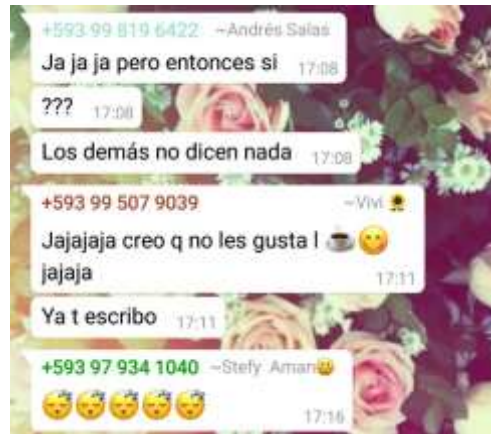 +593 99 819 6422 ~Andrés Salas
Ja ja ja pero entonces si 17:08
??? 17:08
Los demás no dicen nada 17:08
+593 99 507 9039 ~Vivi 🌻
Jajajaja creo q no les gusta l ☕😋
jajaja 17:11
Ya t escribo 17:11
+593 97 934 1040 ~Stefy Aman😀
😴😴😴😴😴 17:16